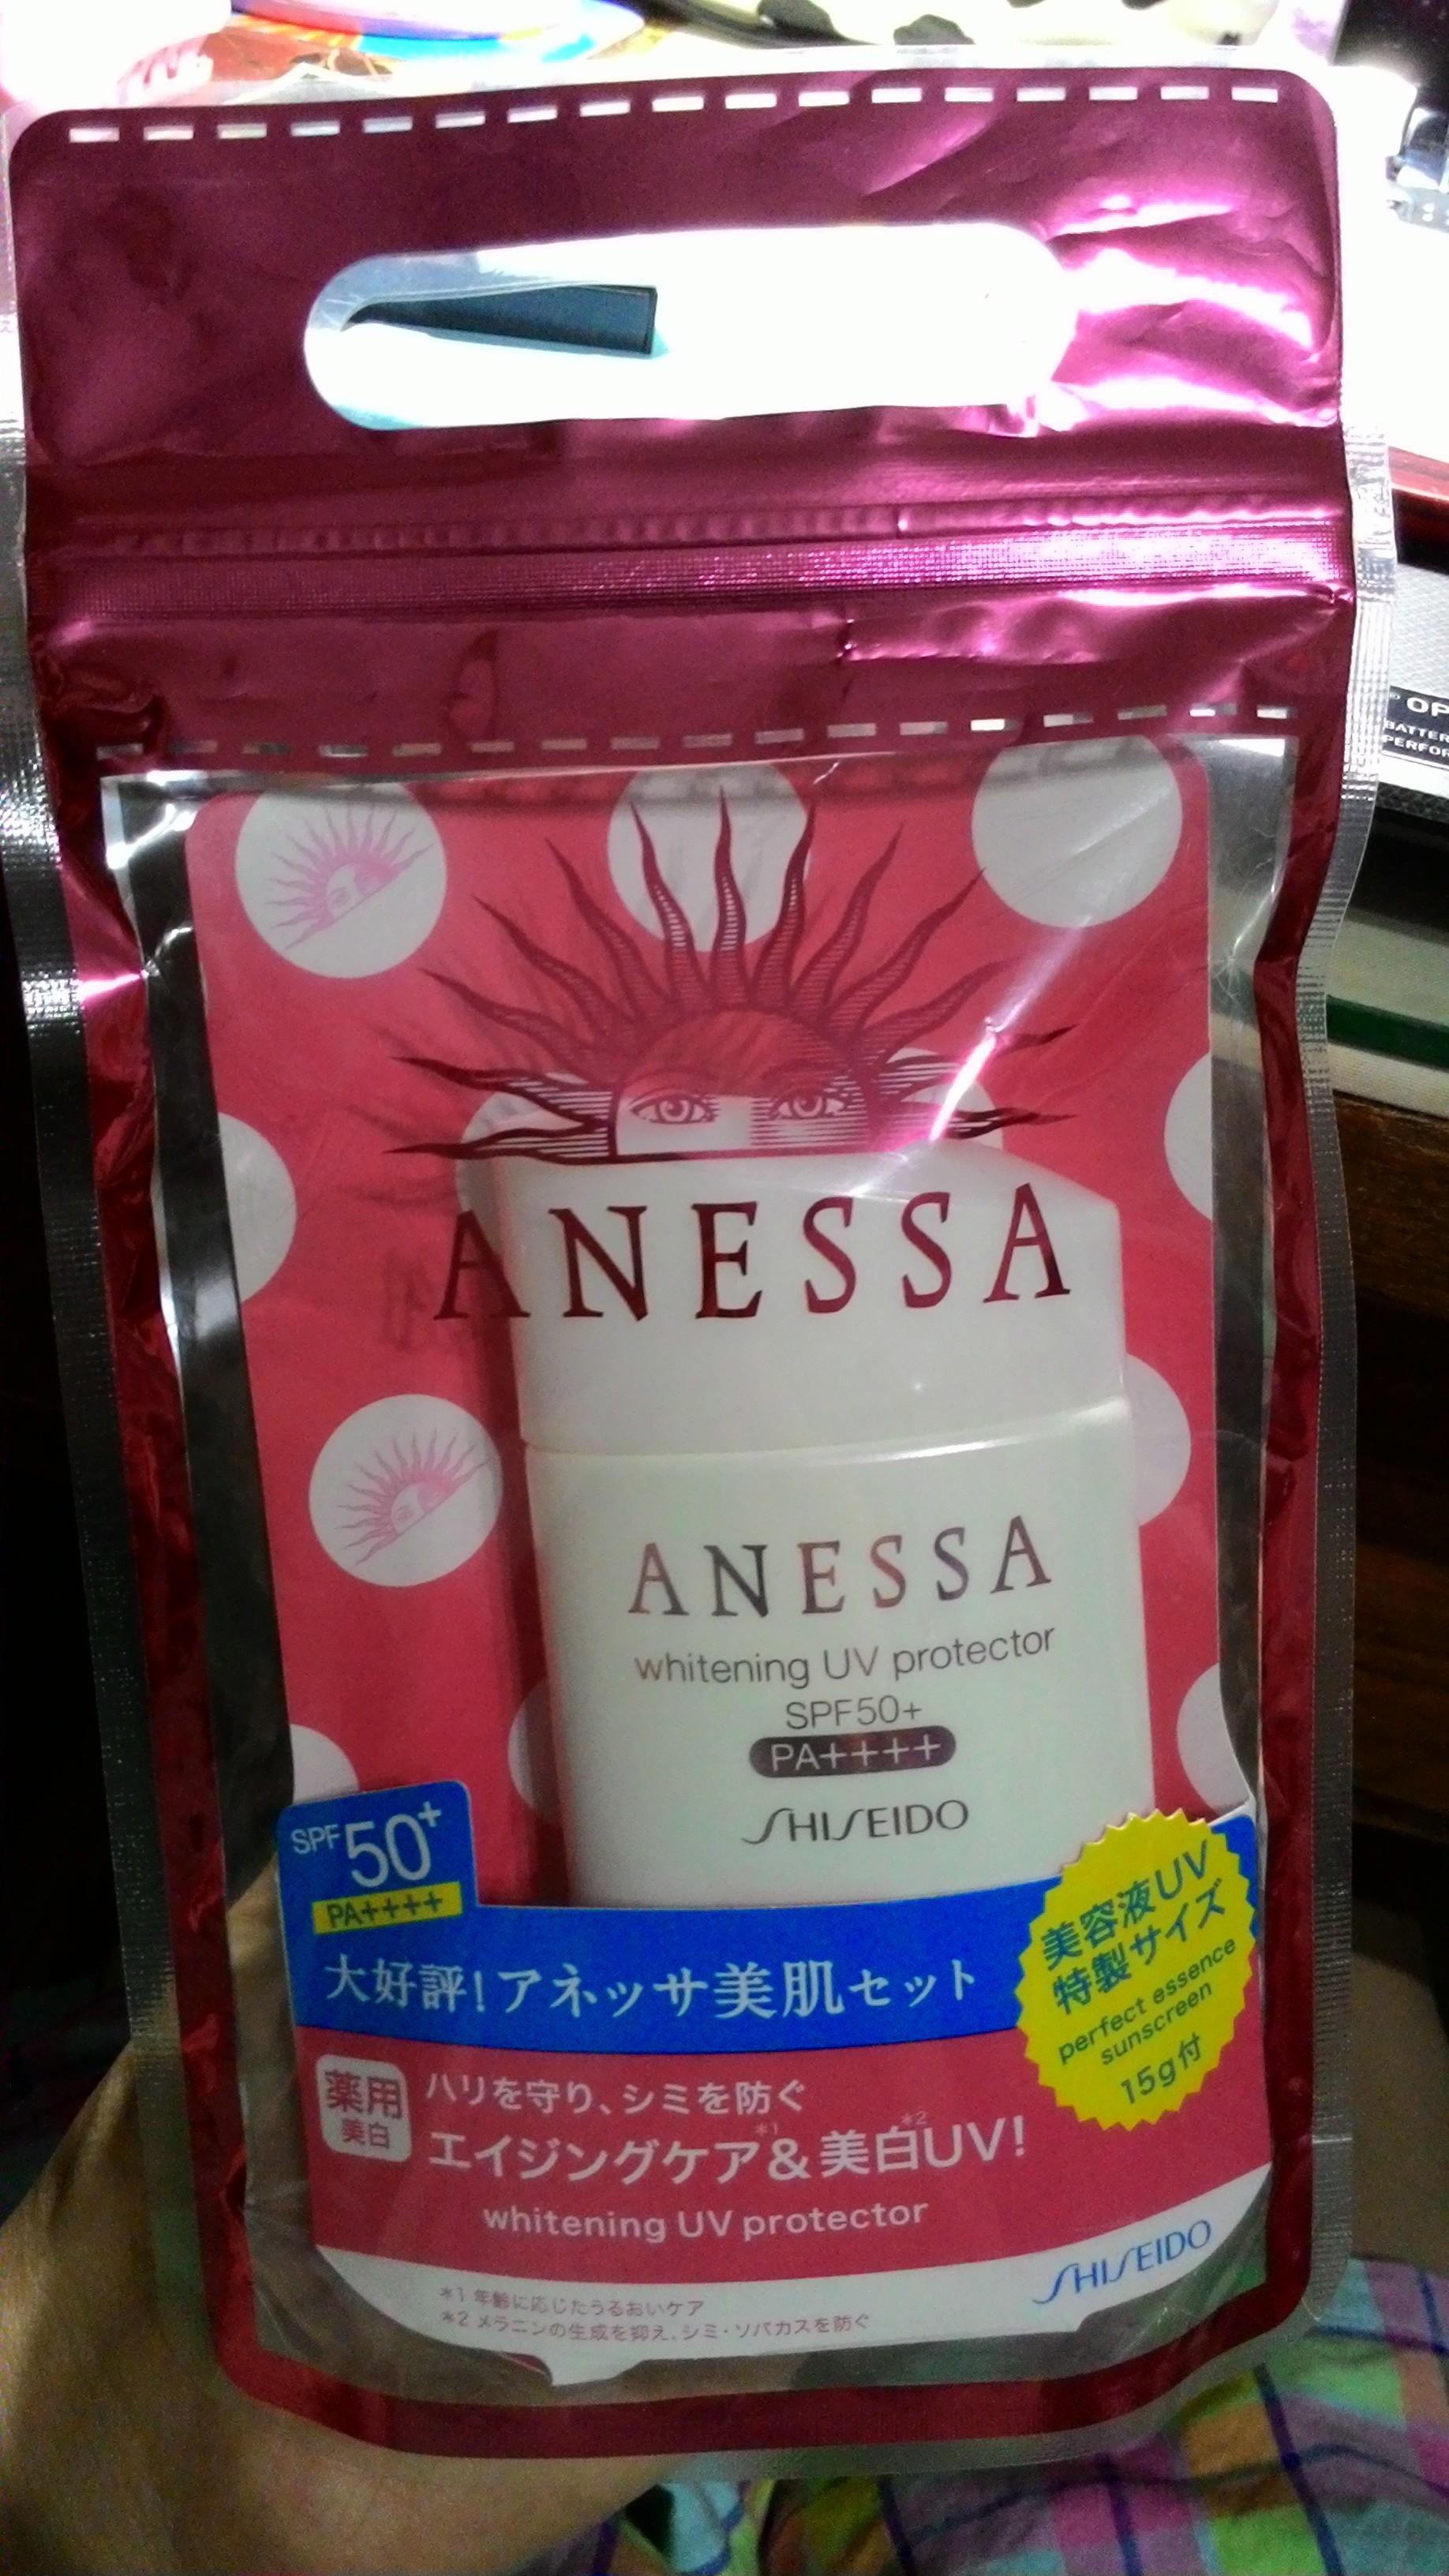 ANESSA
ANESSA
whitening UV protector
SPF50+
PA++++
SHISEIDO
SPF50+
PA++++
大好評!アネッサ美肌セット
美容液UV
特製サイズ
perfect essence
sunscreen
15g付
薬用
美白
ハリを守り、シミを防ぐ
エイジングケア*1&美白*2UV!
whitening UV protector
SHISEIDO
*1 年齢に応じたうるおいケア
*2 メラニンの生成を抑え、シミ・ソバカスを防ぐ